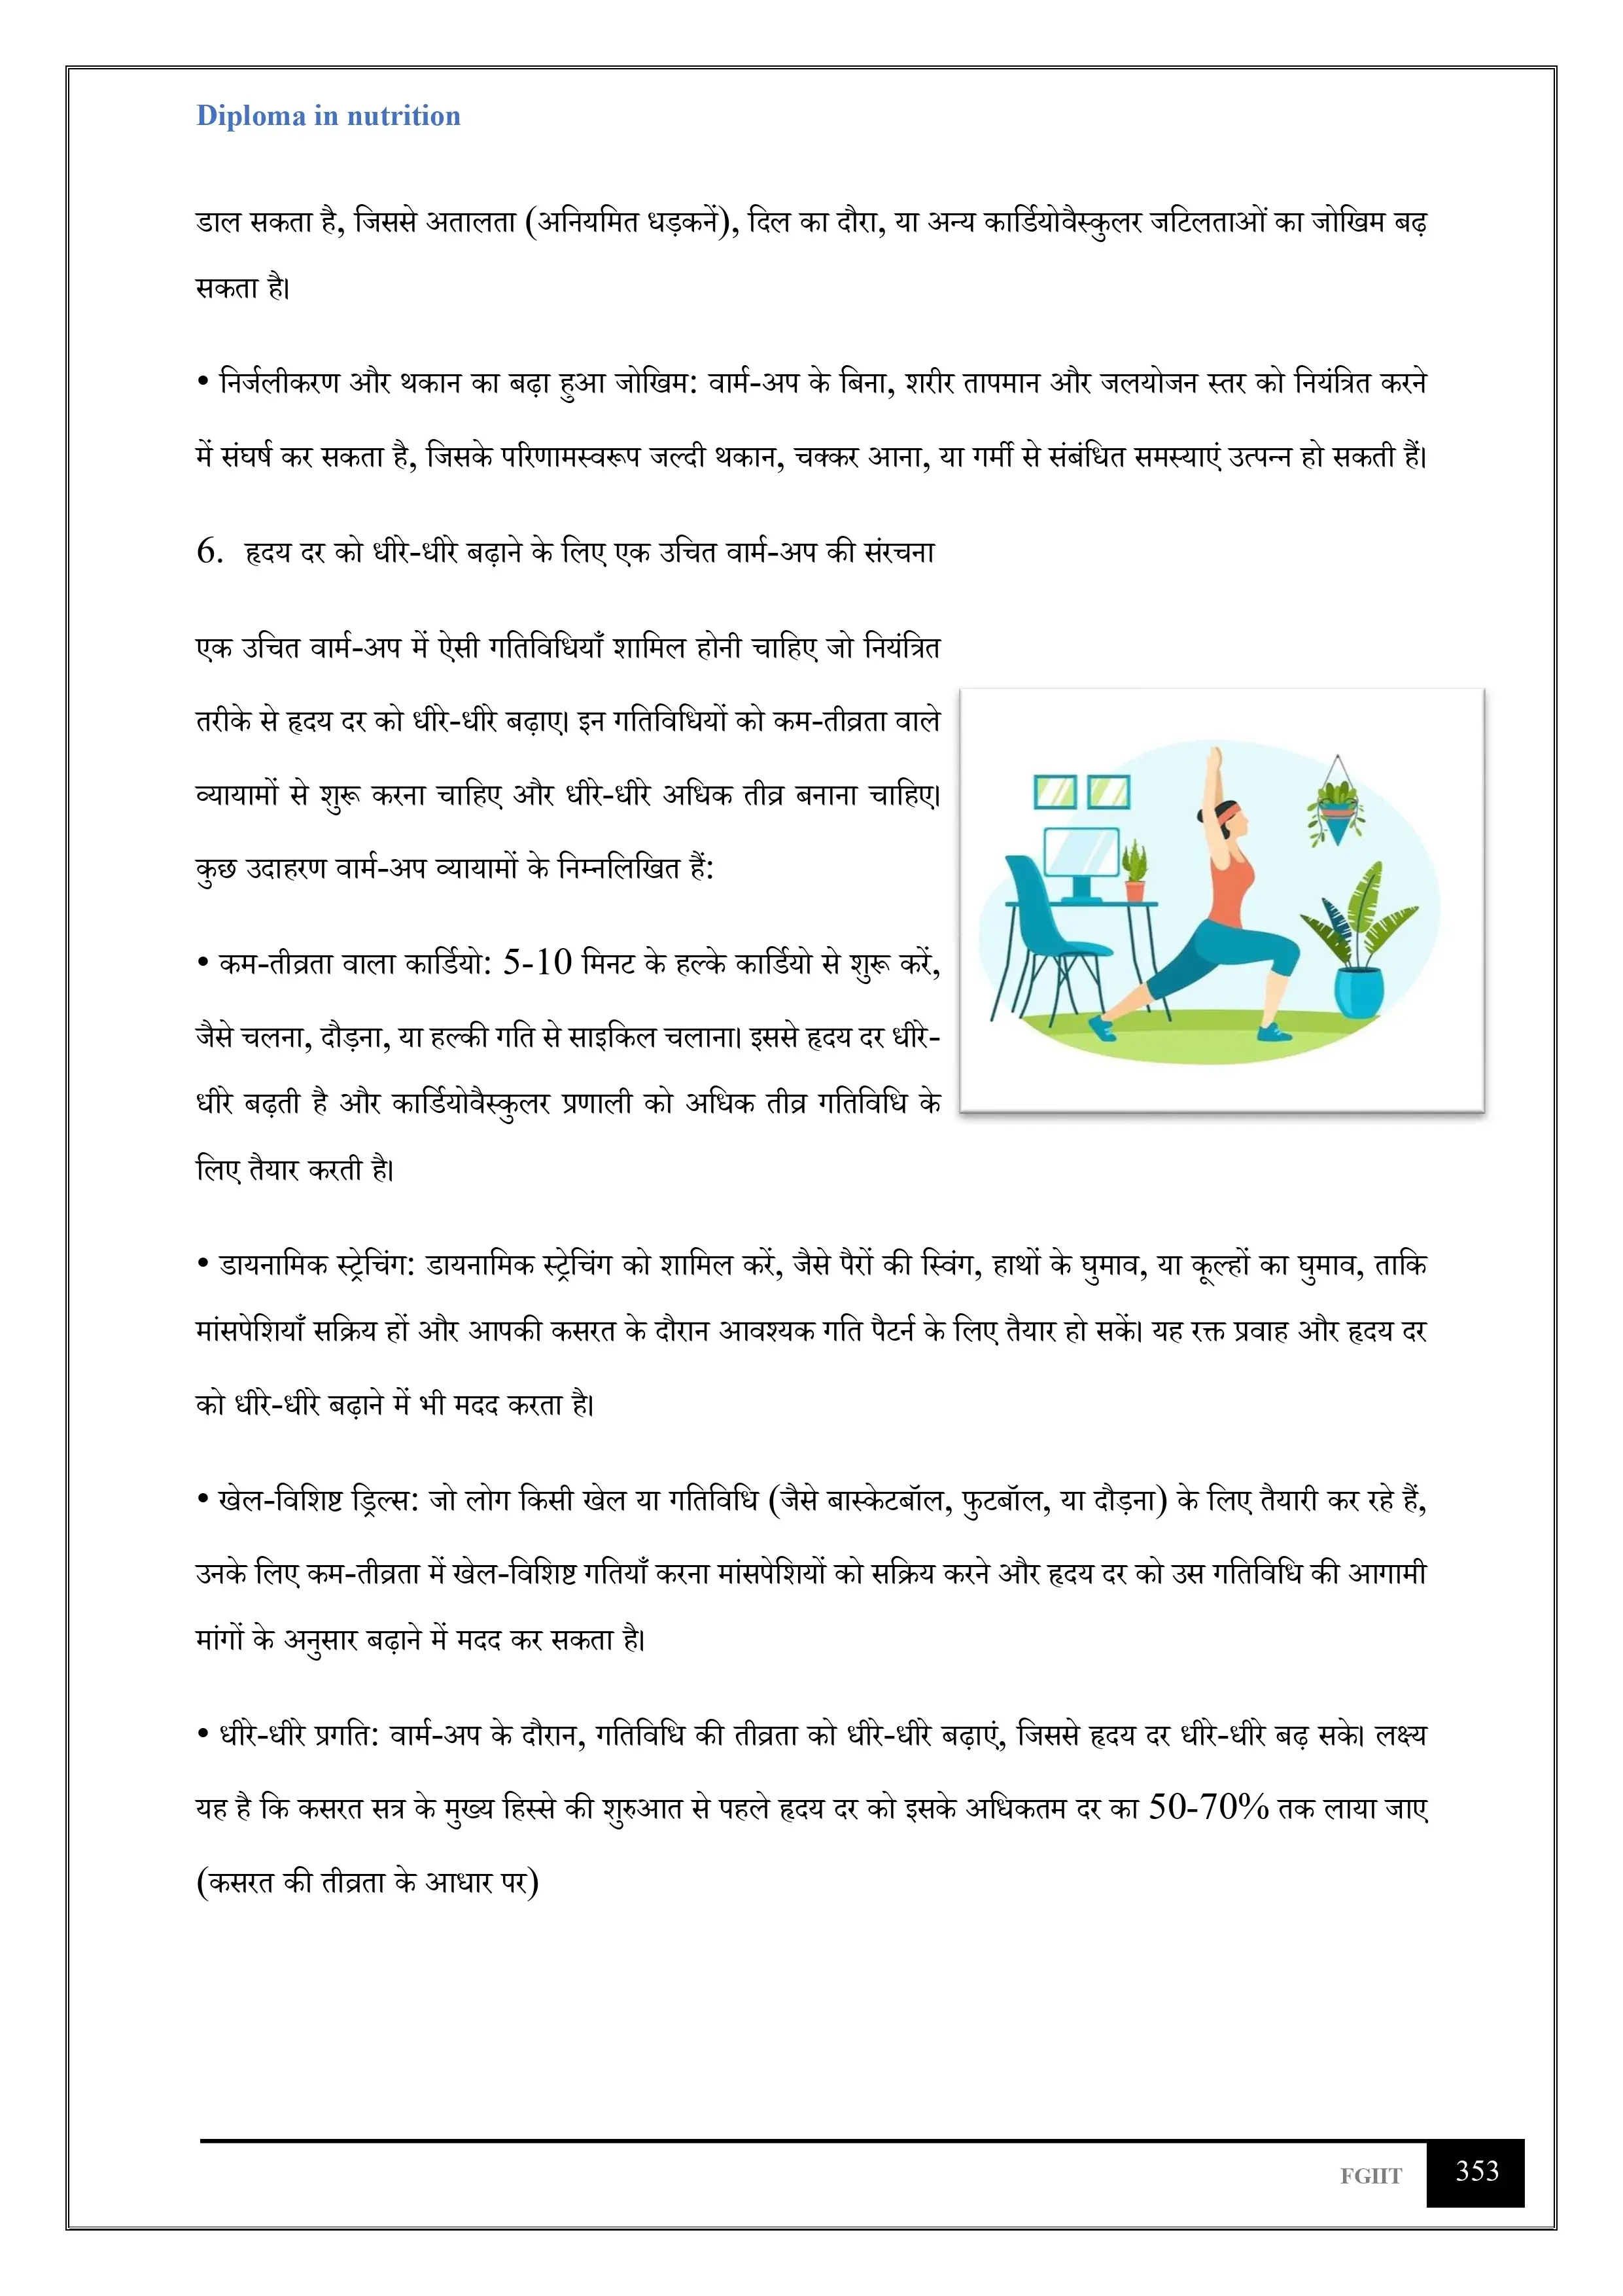 Diploma in nutrition
डाल सकता है, जिससे अतालता (अनियमित धड़कनें), दिल का दौरा, या अन्य कार्डियोवैस्कुलर जटिलताओं का जोखिम बढ़
सकता है।
• निर्जलीकरण और थकान का बढ़ा हुआ जोखिम: वार्म-अप के बिना, शरीर तापमान और जलयोजन स्तर को नियंत्रित करने
में संघर्ष कर सकता है, जिसके परिणामस्वरूप जल्दी थकान, चक्कर आना, या गर्मी से संबंधित समस्याएं उत्पन्न हो सकती हैं।
6. हृदय दर को धीरे-धीरे बढ़ाने के लिए एक उचित वार्म-अप की संरचना
एक उचित वार्म-अप में ऐसी गतिविधियाँ शामिल होनी चाहिए जो नियंत्रित
तरीके से हृदय दर को धीरे-धीरे बढ़ाए। इन गतिविधियों को कम-तीव्रता वाले
व्यायामों से शुरू करना चाहिए और धीरे-धीरे अधिक तीव्र बनाना चाहिए।
कुछ उदाहरण वार्म-अप व्यायामों के निम्नलिखित हैं:
• कम-तीव्रता वाला कार्डियो: 5-10 मिनट के हल्के कार्डियो से शुरू करें,
जैसे चलना, दौड़ना, या हल्की गति से साइकिल चलाना। इससे हृदय दर धीरे-
धीरे बढ़ती है और कार्डियोवैस्कुलर प्रणाली को अधिक तीव्र गतिविधि के
लिए तैयार करती है।
• डायनामिक स्ट्रेचिंग: डायनामिक स्ट्रेचिंग को शामिल करें, जैसे पैरों की स्विंग, हाथों के घुमाव, या कूल्हों का घुमाव, ताकि
मांसपेशियाँ सक्रिय हों और आपकी कसरत के दौरान आवश्यक गति पैटर्न के लिए तैयार हो सकें। यह रक्त प्रवाह और हृदय दर
को धीरे-धीरे बढ़ाने में भी मदद करता है।
• खेल-विशिष्ट ड्रिल्स: जो लोग किसी खेल या गतिविधि (जैसे बास्केटबॉल, फुटबॉल, या दौड़ना) के लिए तैयारी कर रहे हैं,
उनके लिए कम-तीव्रता में खेल-विशिष्ट गतियाँ करना मांसपेशियों को सक्रिय करने और हृदय दर को उस गतिविधि की आगामी
मांगों के अनुसार बढ़ाने में मदद कर सकता है।
• धीरे-धीरे प्रगति: वार्म-अप के दौरान, गतिविधि की तीव्रता को धीरे-धीरे बढ़ाएं, जिससे हृदय दर धीरे-धीरे बढ़ सके। लक्ष्य
यह है कि कसरत सत्र के मुख्य हिस्से की शुरुआत से पहले हृदय दर को इसके अधिकतम दर का 50-70% तक लाया जाए
(कसरत की तीव्रता के आधार पर)
FGIIT 353